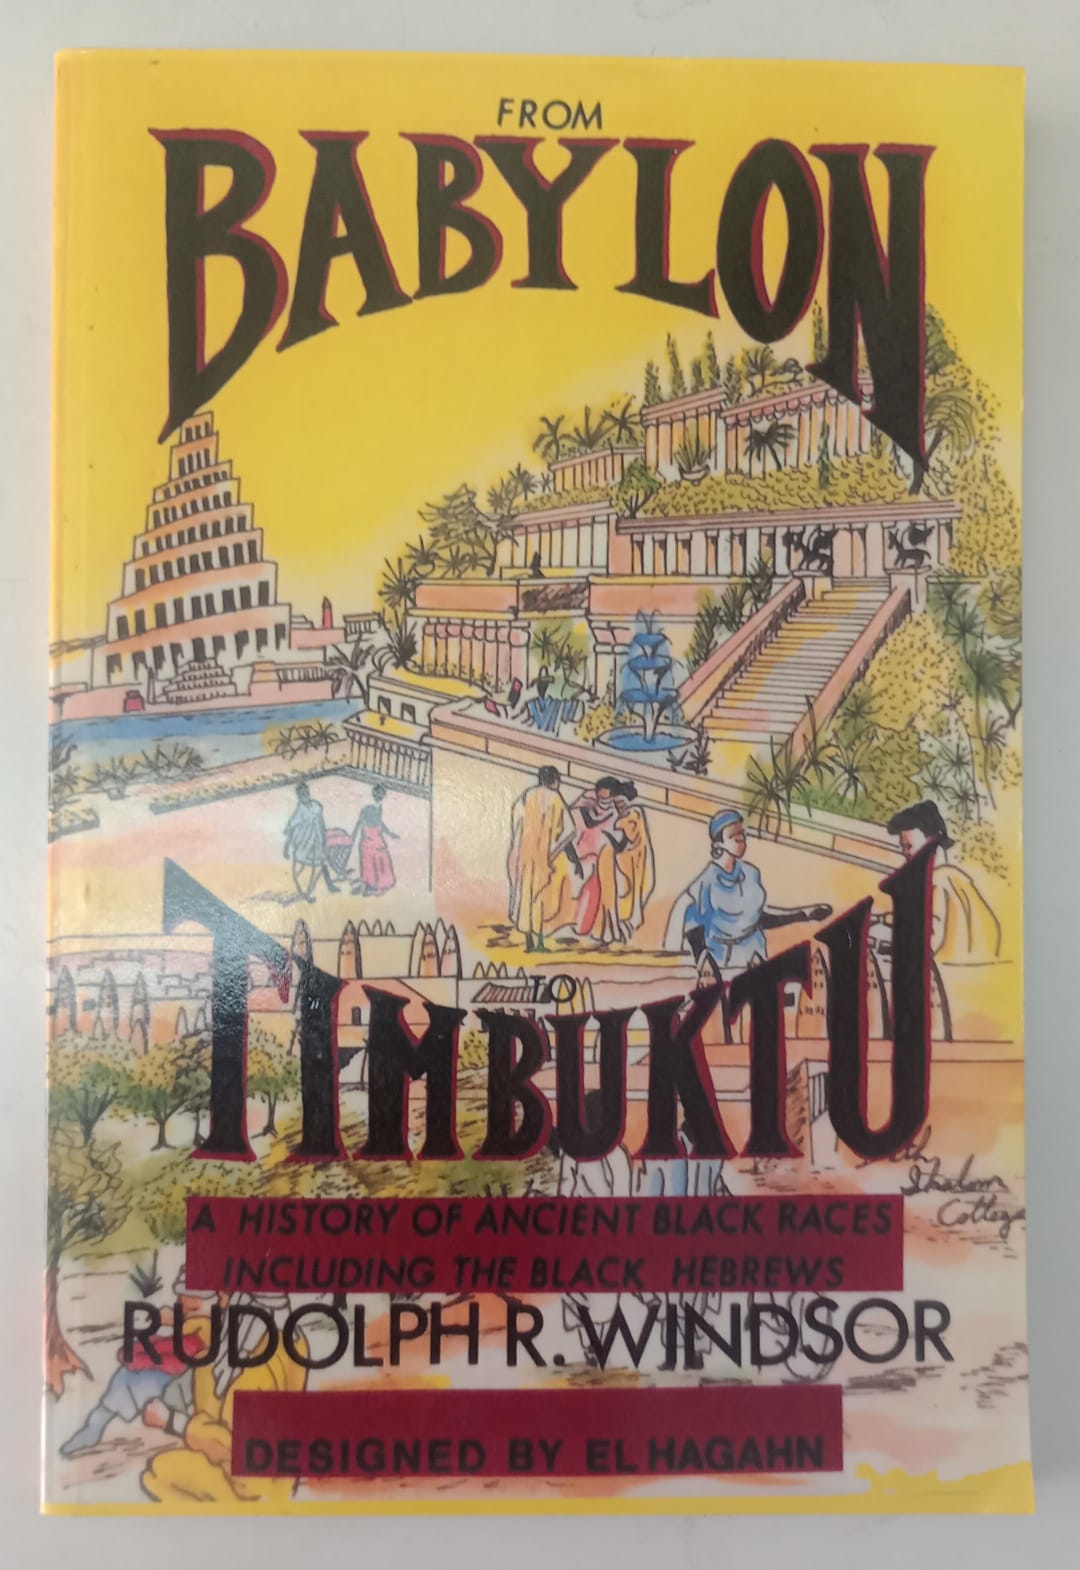 FROM
BABYLON
TO
TIMBUKTU
A HISTORY OF ANCIENT BLACK RACES
INCLUDING THE BLACK HEBREWS
RUDOLPH R. WINDSOR
DESIGNED BY EL HAGAHN
Shalom